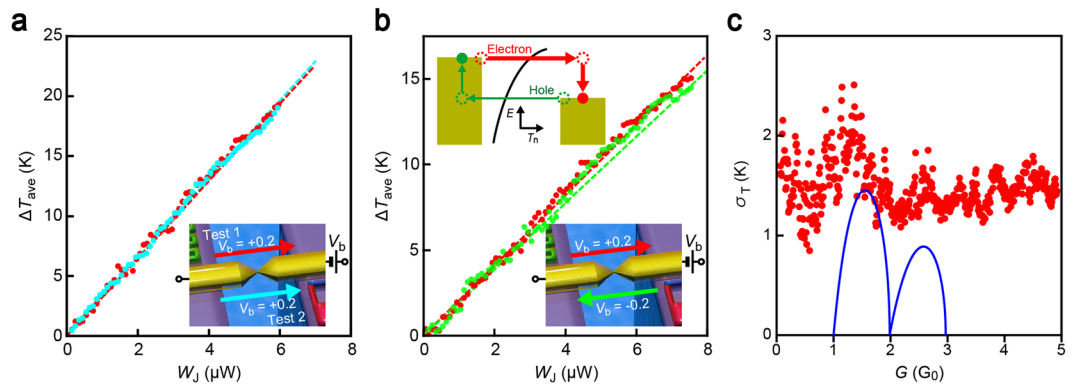 a
25
20
15
10
5
0
ΔT_ave (K)
0
2
4
6
8
W_J (µW)
Test 1
V_b = +0.2
V_b = +0.2
Test 2
V_b
b
15
10
5
0
ΔT_ave (K)
0
2
4
6
8
W_J (µW)
Electron
Hole
E
T_n
V_b = +0.2
V_b = -0.2
V_b
c
3
2
1
0
σ_T (K)
0
1
2
3
4
5
G (G_0)